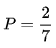 P = 2/7